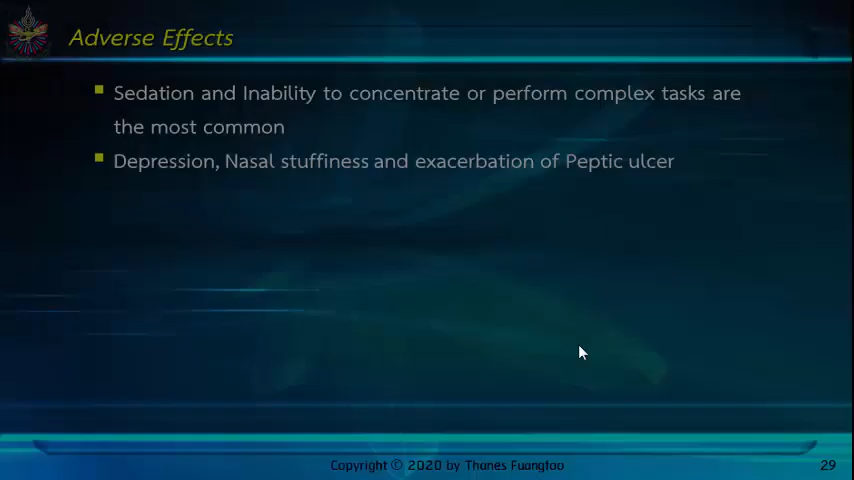 Adverse Effects
Sedation and Inability to concentrate or perform complex tasks are
the most common
Depression, Nasal stuffiness and exacerbation of Peptic ulcer
Copyright © 2020 by Thanes Fuangtao
29